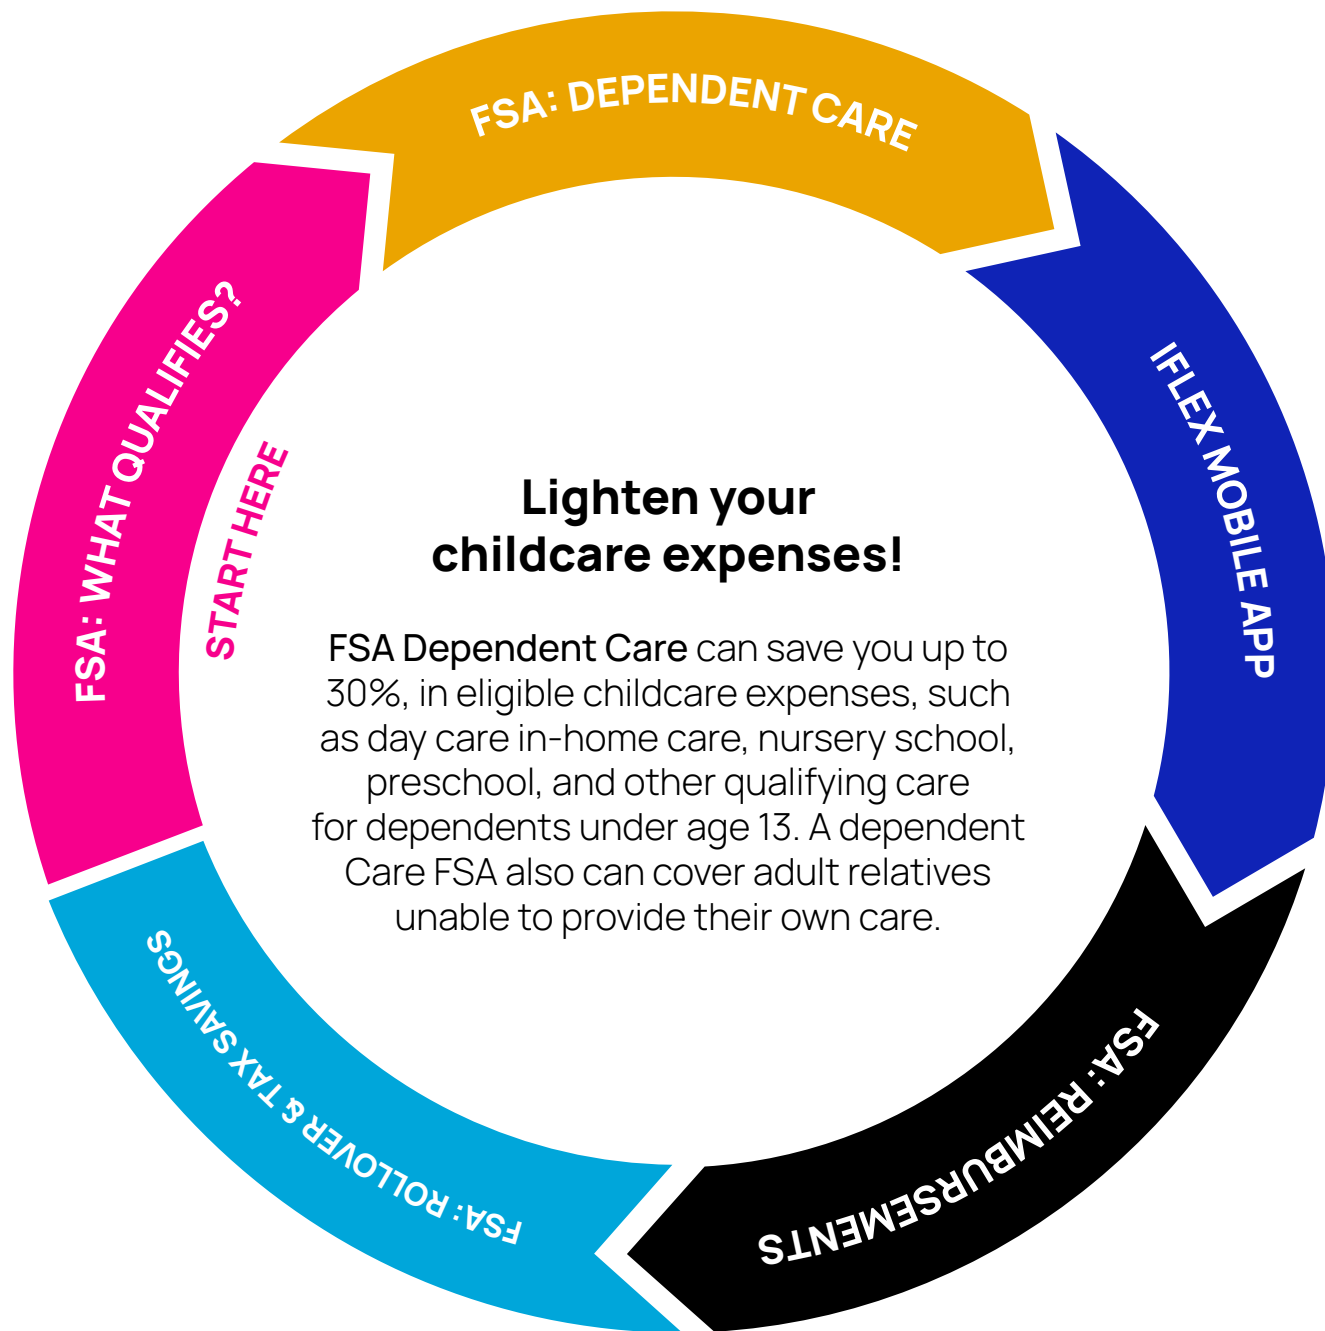 START HERE
FSA: WHAT QUALIFIES?
FSA: DEPENDENT CARE
IFLEX MOBILE APP
FSA: REIMBURSEMENTS
FSA: ROLLOVER & TAX SAVINGS
Lighten your
childcare expenses!
FSA Dependent Care can save you up to
30%, in eligible childcare expenses, such
as day care in-home care, nursery school,
preschool, and other qualifying care
for dependents under age 13. A dependent
Care FSA also can cover adult relatives
unable to provide their own care.